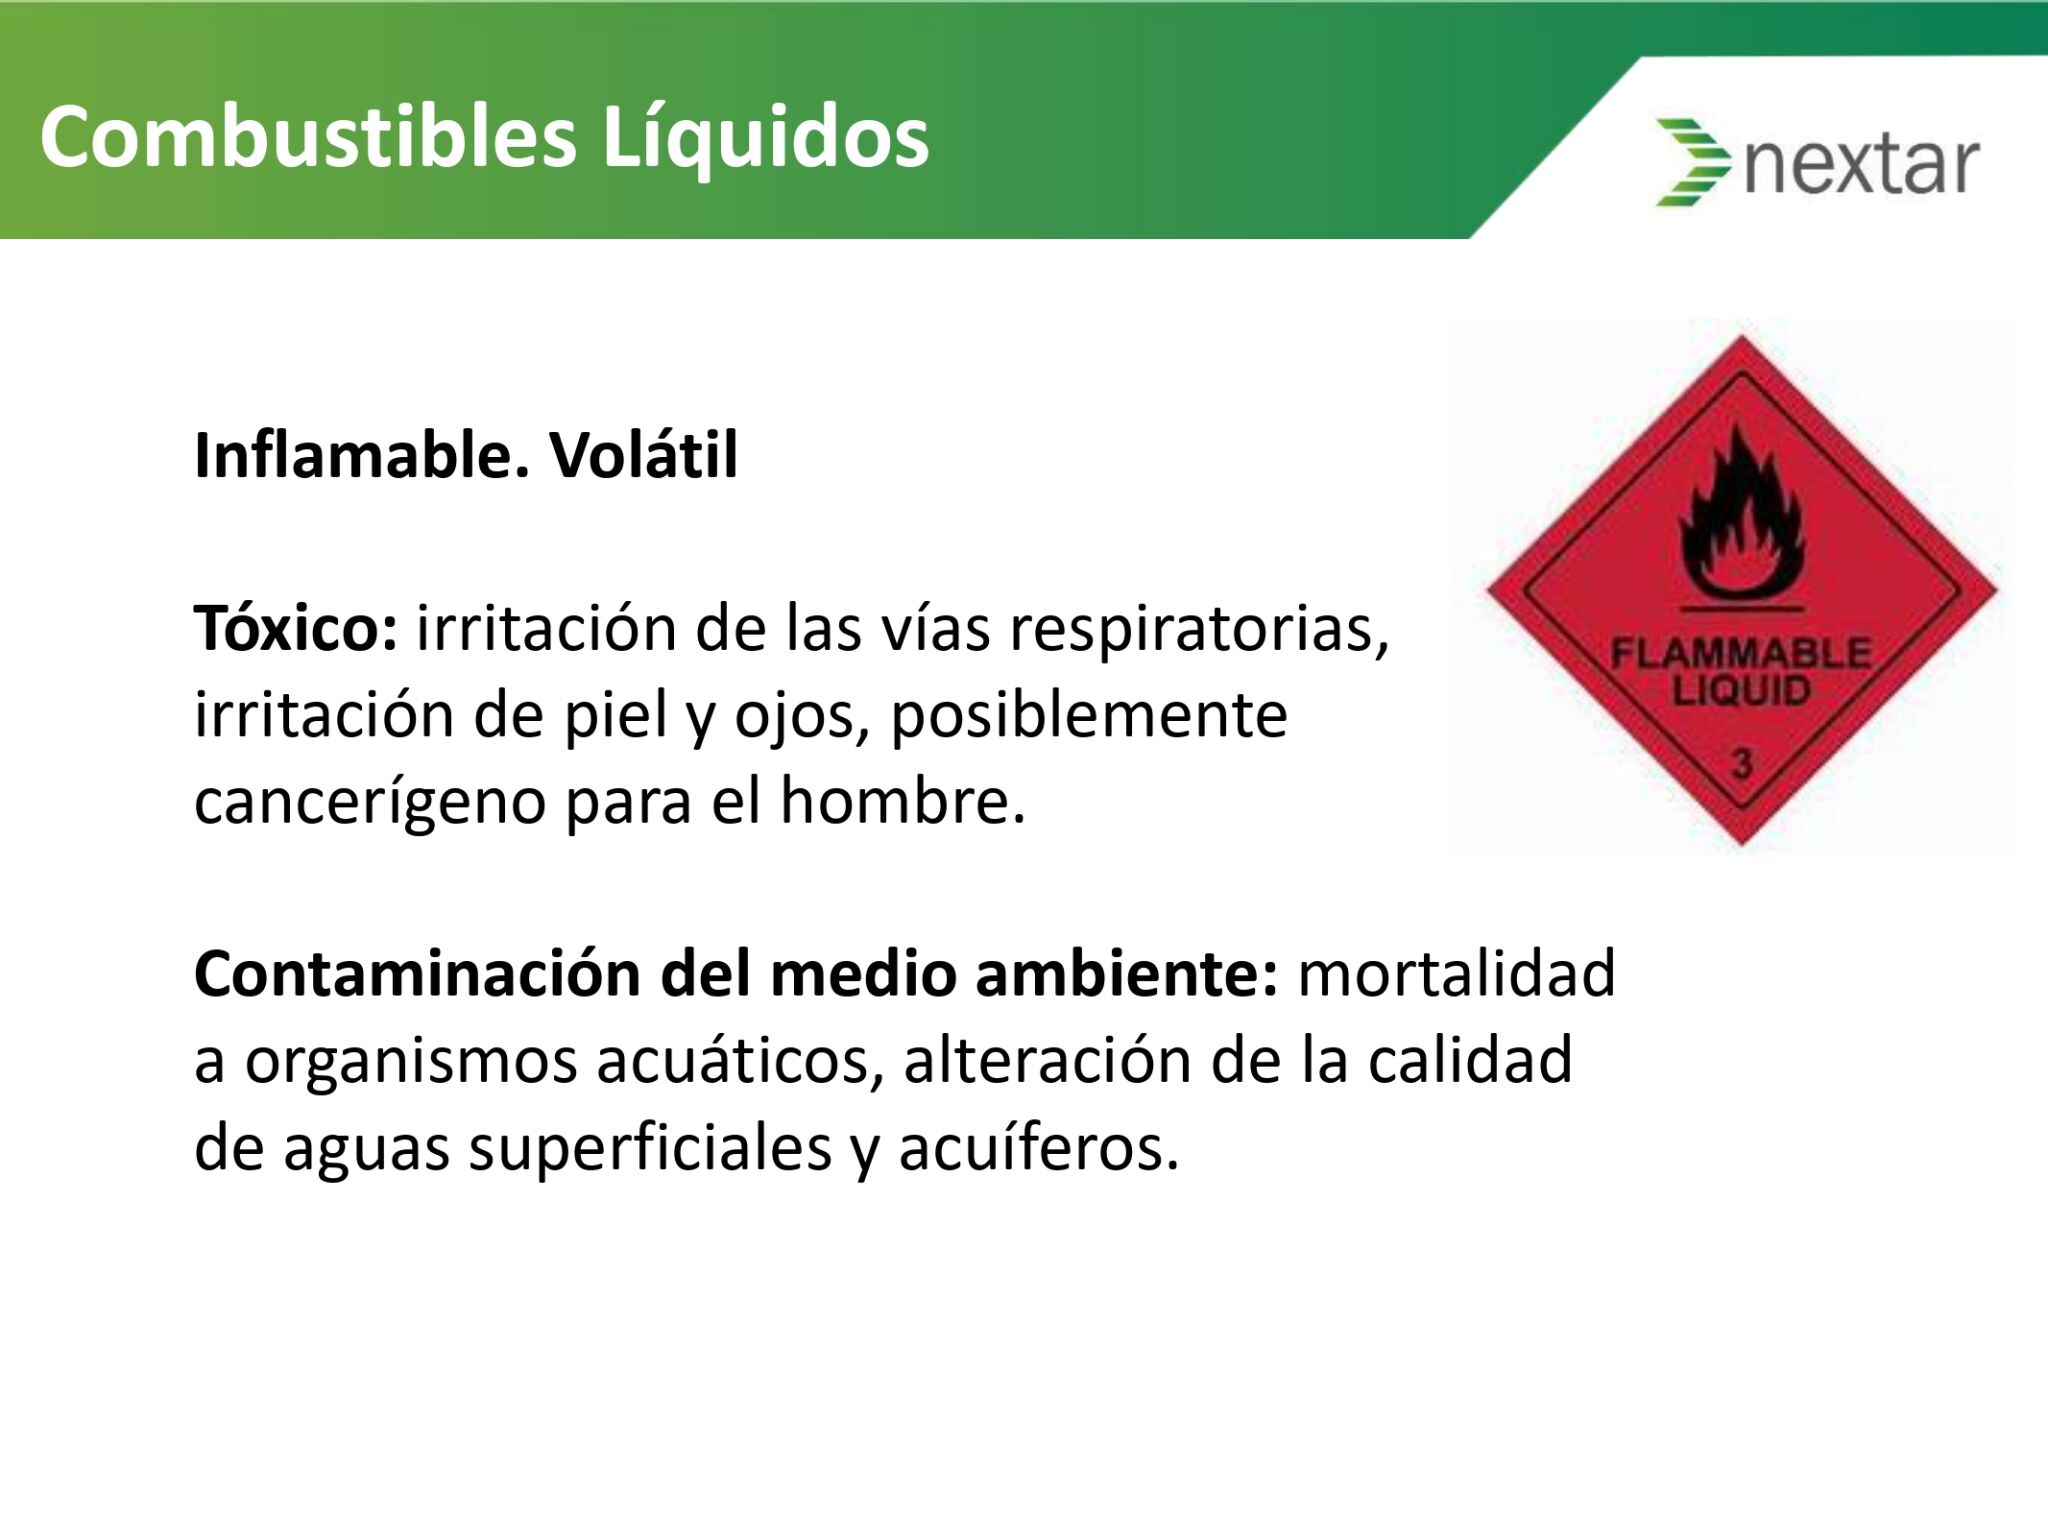 Combustibles Líquidos
nextar
Inflamable. Volátil
Tóxico: irritación de las vías respiratorias,
irritación de piel y ojos, posiblemente
cancerígeno para el hombre.
FLAMMABLE
LIQUID
3
Contaminación del medio ambiente: mortalidad
a organismos acuáticos, alteración de la calidad
de aguas superficiales y acuíferos.